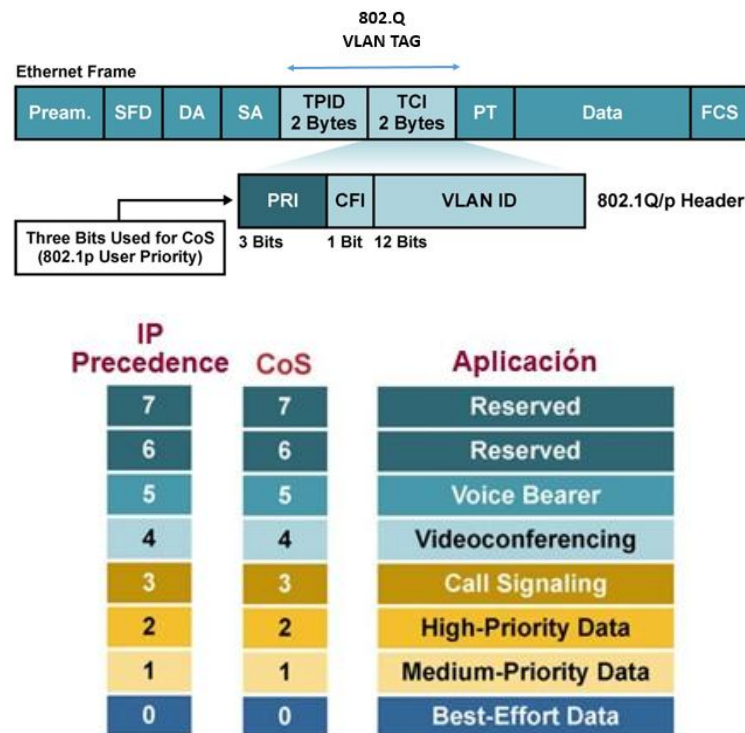 802.Q
VLAN TAG
Ethernet Frame
Pream. SFD DA SA TPID 2 Bytes TCI 2 Bytes PT Data FCS
PRI CFI VLAN ID 802.1Q/p Header
3 Bits 1 Bit 12 Bits
Three Bits Used for CoS
(802.1p User Priority)
IP Precedence CoS Aplicación
7 7 Reserved
6 6 Reserved
5 5 Voice Bearer
4 4 Videoconferencing
3 3 Call Signaling
2 2 High-Priority Data
1 1 Medium-Priority Data
0 0 Best-Effort Data